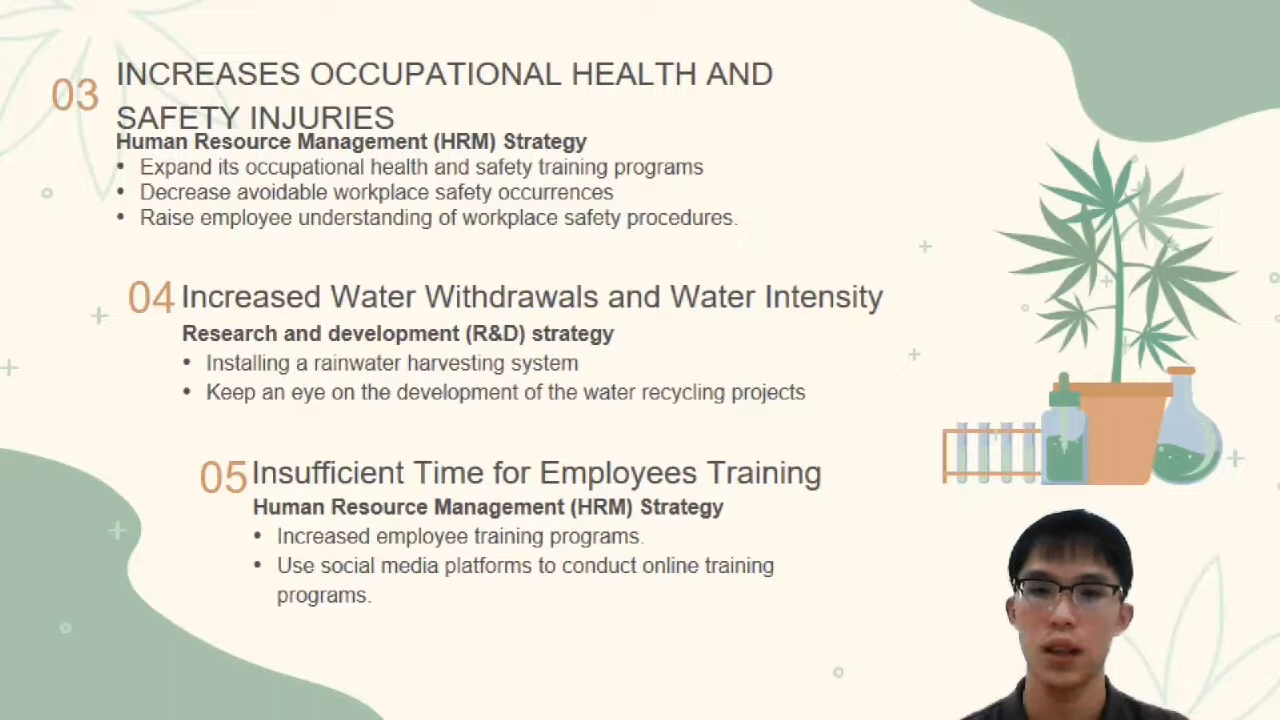 03
INCREASES OCCUPATIONAL HEALTH AND
SAFETY INJURIES
Human Resource Management (HRM) Strategy
• Expand its occupational health and safety training programs
• Decrease avoidable workplace safety occurrences
• Raise employee understanding of workplace safety procedures.
04 Increased Water Withdrawals and Water Intensity
Research and development (R&D) strategy
• Installing a rainwater harvesting system
• Keep an eye on the development of the water recycling projects
05 Insufficient Time for Employees Training
Human Resource Management (HRM) Strategy
• Increased employee training programs.
• Use social media platforms to conduct online training
programs.